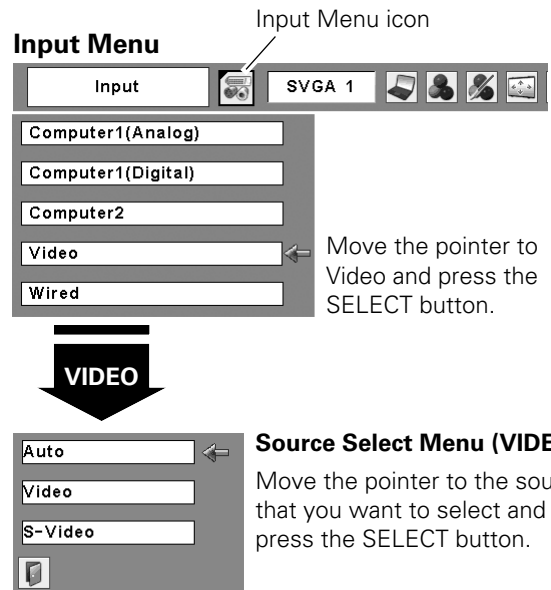 Input Menu icon
Input Menu
Input
SVGA 1
Computer1(Analog)
Computer1(Digital)
Computer2
Video
Wired
Move the pointer to
Video and press the
SELECT button.
VIDEO
Auto
Video
S-Video
Source Select Menu (VIDE
Move the pointer to the sou
that you want to select and
press the SELECT button.